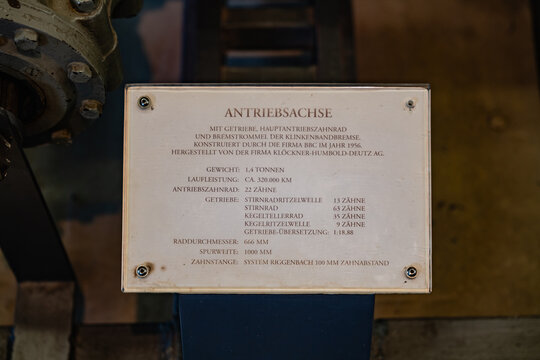 ANTRIEBSACHSE
MIT GETRIEBE, HAUPTANTRIEBSZAHNRAD
UND BREMSTROMMEL DER KLINKENBANDBREMSE.
KONSTRUIERT DURCH DIE FIRMA BBC IM JAHR 1956.
HERGESTELLT VON DER FIRMA KLÖCKNER-HUMBOLD-DEUTZ AG.
GEWICHT: 1,4 TONNEN
LAUFLEISTUNG: CA. 320.000 KM
ANTRIEBSZAHNRAD: 22 ZÄHNE
GETRIEBE: STIRNRADRITZELWELLE 13 ZÄHNE
STIRNRAD 63 ZÄHNE
KEGELTELLERRAD 35 ZÄHNE
KEGELRITZELWELLE 9 ZÄHNE
GETRIEBE-ÜBERSETZUNG: 1:18,88
RADDURCHMESSER: 666 MM
SPURWEITE: 1000 MM
ZAHNSTANGE: SYSTEM RIGGENBACH 100 MM ZAHNABSTAND